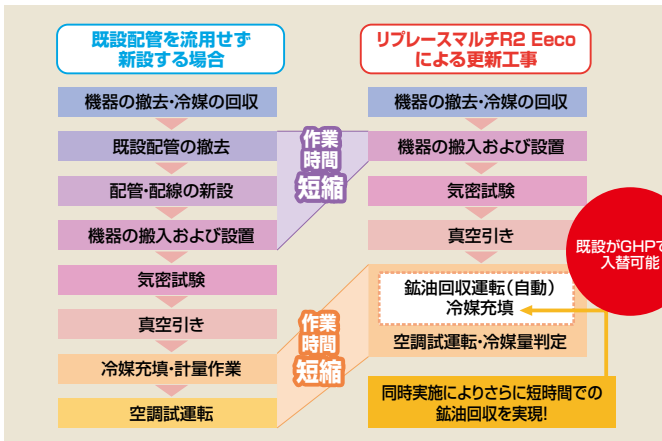 既設配管を流用せず
新設する場合
機器の撤去・冷媒の回収
既設配管の撤去
配管・配線の新設
機器の搬入および設置
気密試験
真空引き
冷媒充填・計量作業
空調試運転
作業
時間
短縮
作業
時間
短縮
リプレースマルチR2 Eeco
による更新工事
機器の撤去・冷媒の回収
機器の搬入および設置
気密試験
真空引き
鉱油回収運転(自動)
冷媒充填
空調試運転・冷媒量判定
同時実施によりさらに短時間での
鉱油回収を実現!
既設がGHPで
入替可能